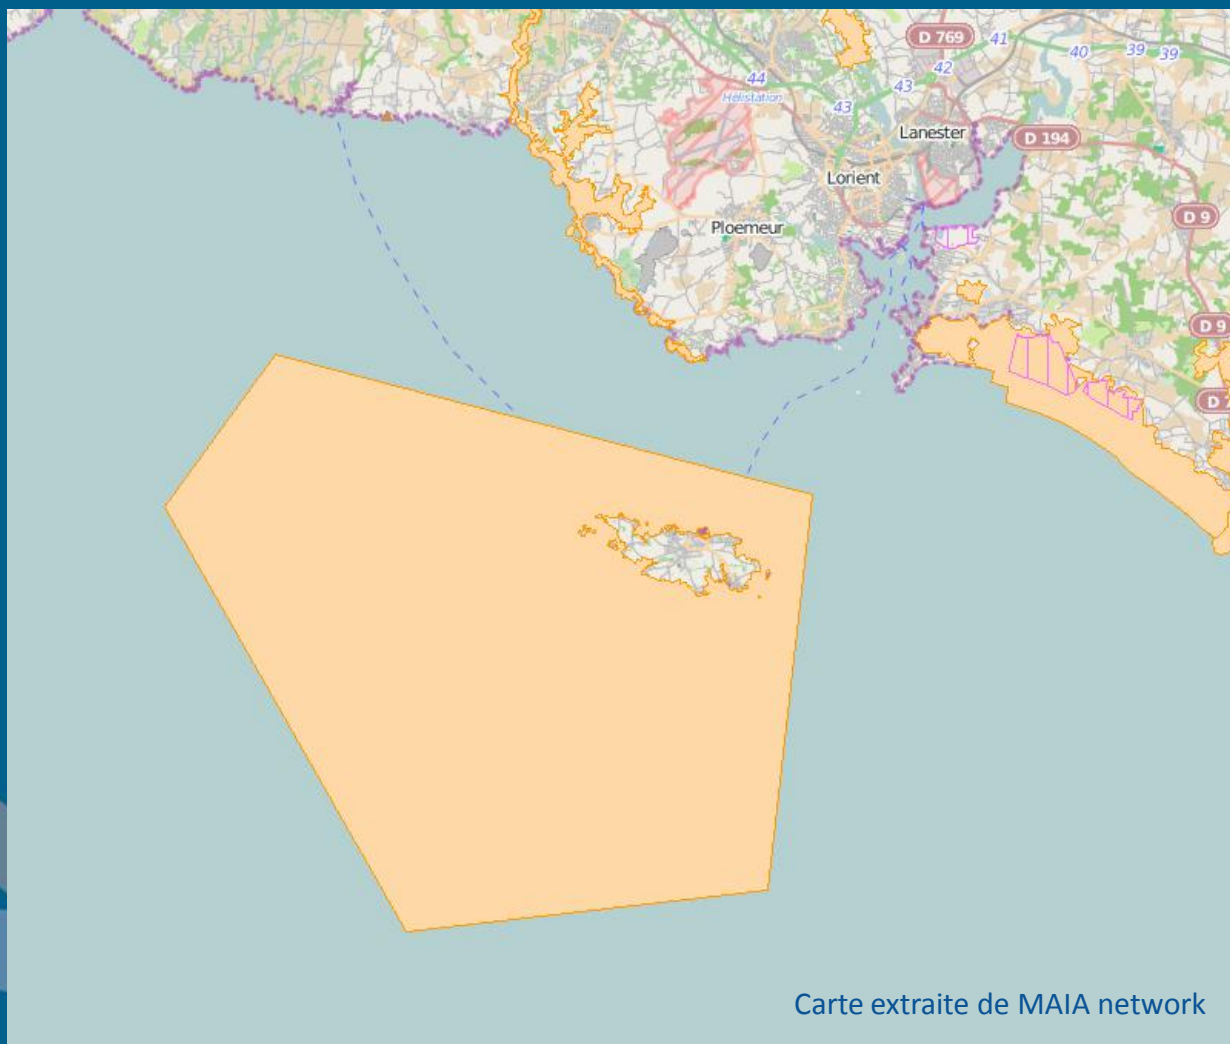 D 769
41
40
39
39
42
44
43
Hélistation
43
Lanester
D 194
Lorient
D 9
Ploemeur
D 9
Carte extraite de MAIA network